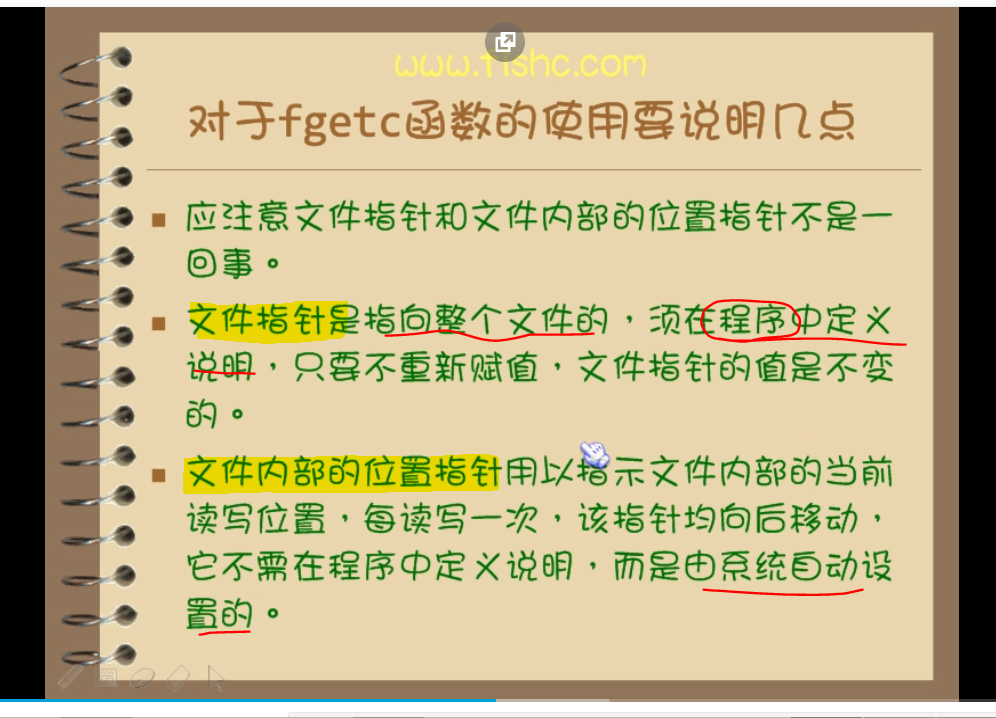 www.itshc.com
对于fgetc函数的使用要说明几点
应注意文件指针和文件内部的位置指针不是一
回事。
文件指针是指向整个文件的，须在程序中定义
说明，只要不重新赋值，文件指针的值是不变
的。
文件内部的位置指针用以指示文件内部的当前
读写位置，每读写一次，该指针均向后移动，
它不需在程序中定义说明，而是由系统自动设
置的。